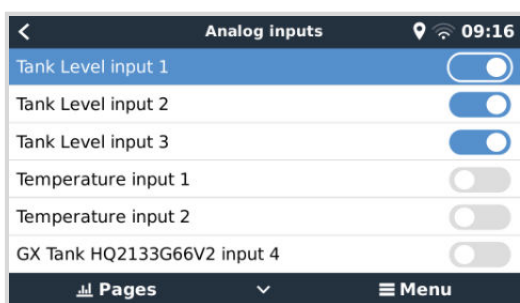 Analog inputs 09:16
Tank Level input 1
Tank Level input 2
Tank Level input 3
Temperature input 1
Temperature input 2
GX Tank HQ2133G66V2 input 4
Pages Menu